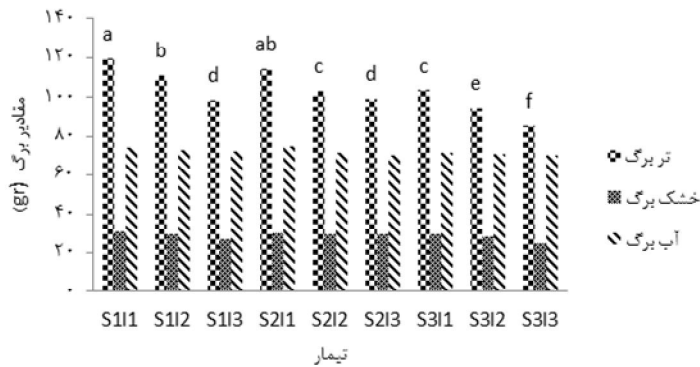 ۱۴۰
۱۲۰
۱۰۰
۸۰
۶۰
۴۰
۲۰
۰
مقادیر برگ (gr)
a b d ab c d c e f
S1I1 S1I2 S1I3 S2I1 S2I2 S2I3 S3I1 S3I2 S3I3
تیمار
تر برگ
خشک برگ
آب برگ